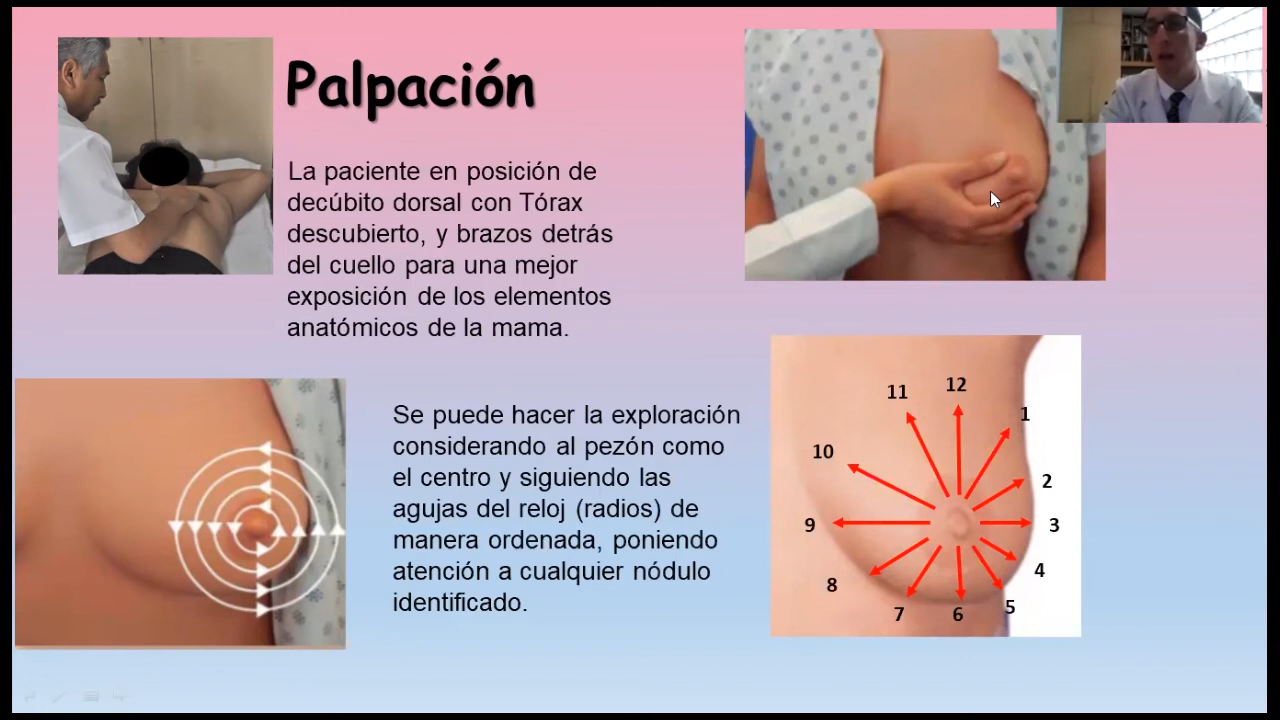 Palpación
La paciente en posición de
decúbito dorsal con Tórax
descubierto, y brazos detrás
del cuello para una mejor
exposición de los elementos
anatómicos de la mama.
Se puede hacer la exploración
considerando al pezón como
el centro y siguiendo las
agujas del reloj (radios) de
manera ordenada, poniendo
atención a cualquier nódulo
identificado.
12
11
1
10
2
9
3
4
8
5
7
6